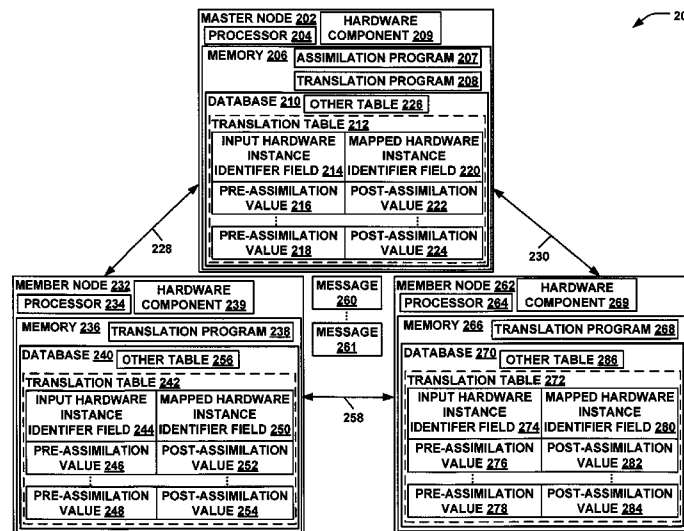 20
MASTER NODE 202
HARDWARE COMPONENT 209
PROCESSOR 204
MEMORY 206
ASSIMILATION PROGRAM 207
TRANSLATION PROGRAM 208
DATABASE 210
OTHER TABLE 226
TRANSLATION TABLE 212
INPUT HARDWARE INSTANCE IDENTIFER FIELD 214
MAPPED HARDWARE INSTANCE IDENTIFER FIELD 220
PRE-ASSIMILATION VALUE 216
POST-ASSIMILATION VALUE 222
PRE-ASSIMILATION VALUE 218
POST-ASSIMILATION VALUE 224
228
230
MEMBER NODE 232
HARDWARE COMPONENT 239
PROCESSOR 234
MEMORY 236
TRANSLATION PROGRAM 238
DATABASE 240
OTHER TABLE 256
TRANSLATION TABLE 242
INPUT HARDWARE INSTANCE IDENTIFER FIELD 244
MAPPED HARDWARE INSTANCE IDENTIFER FIELD 250
PRE-ASSIMILATION VALUE 246
POST-ASSIMILATION VALUE 252
PRE-ASSIMILATION VALUE 248
POST-ASSIMILATION VALUE 254
MESSAGE 260
MESSAGE 261
258
MEMBER NODE 262
HARDWARE COMPONENT 269
PROCESSOR 264
MEMORY 266
TRANSLATION PROGRAM 268
DATABASE 270
OTHER TABLE 286
TRANSLATION TABLE 272
INPUT HARDWARE INSTANCE IDENTIFER FIELD 274
MAPPED HARDWARE INSTANCE IDENTIFER FIELD 280
PRE-ASSIMILATION VALUE 276
POST-ASSIMILATION VALUE 282
PRE-ASSIMILATION VALUE 278
POST-ASSIMILATION VALUE 284